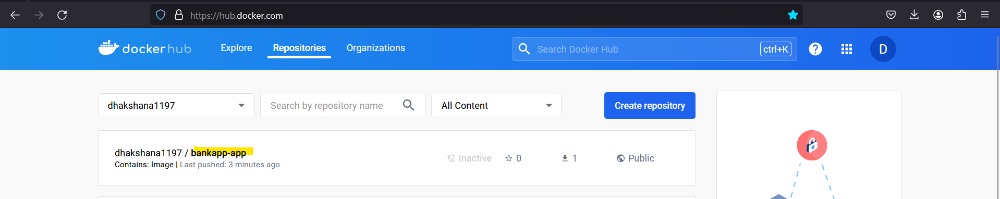 https://hub.docker.com
dockerhub Explore Repositories Organizations Search Docker Hub ctrl+K ? D
dhakshana1197 Search by repository name All Content Create repository
dhakshana1197 / bankapp-app Inactive 0 1 Public
Contains: Image | Last pushed: 3 minutes ago